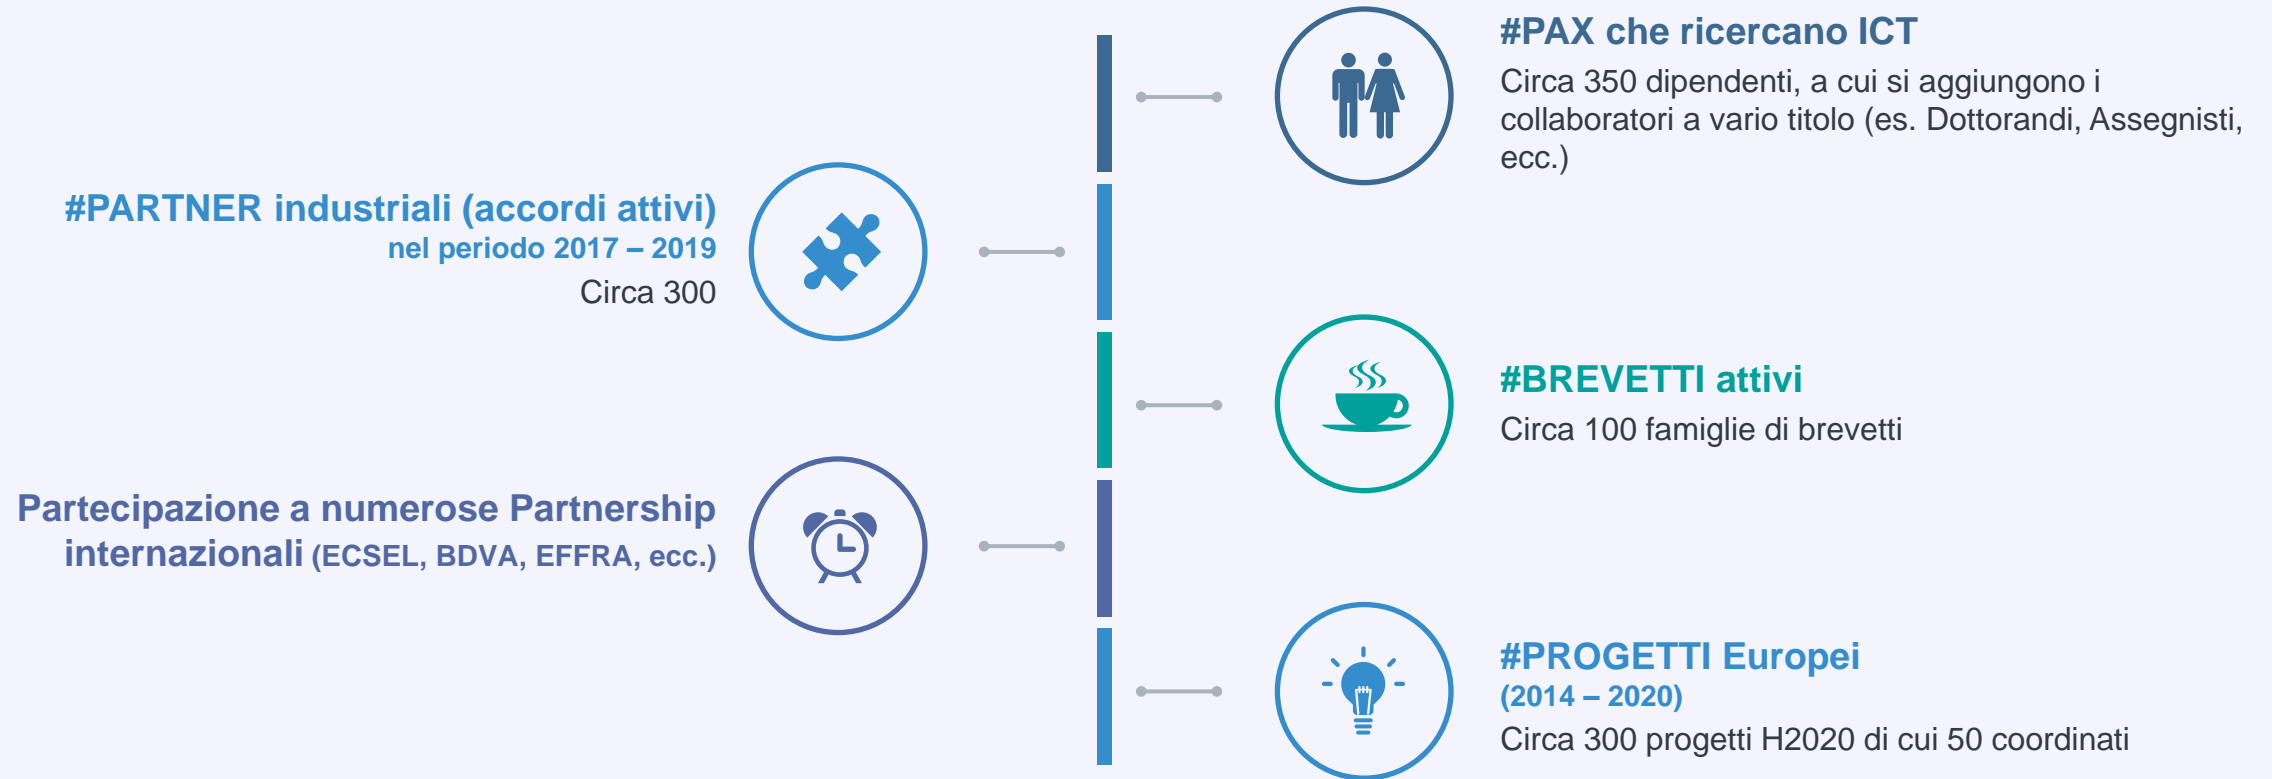 #PAX che ricercano ICT
Circa 350 dipendenti, a cui si aggiungono i
collaboratori a vario titolo (es. Dottorandi, Assegnisti,
ecc.)
#PARTNER industriali (accordi attivi)
nel periodo 2017 – 2019
Circa 300
#BREVETTI attivi
Circa 100 famiglie di brevetti
Partecipazione a numerose Partnership
internazionali (ECSEL, BDVA, EFFRA, ecc.)
#PROGETTI Europei
(2014 – 2020)
Circa 300 progetti H2020 di cui 50 coordinati